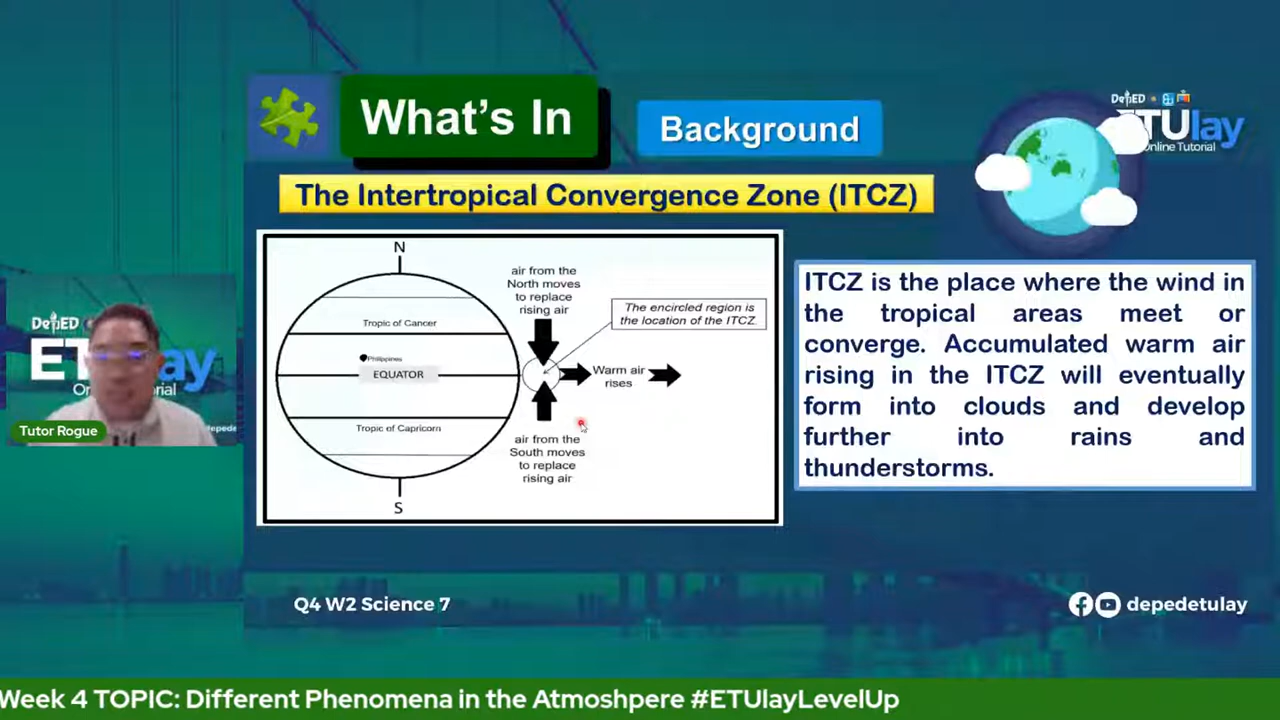 What's In
Background
DepED
ETUlay
Online Tutorial
The Intertropical Convergence Zone (ITCZ)
N
air from the
North moves
to replace
rising air
The encircled region is
the location of the ITCZ.
Tropic of Cancer
Philippines
EQUATOR
Warm air
rises
Tropic of Capricorn
air from the
South moves
to replace
rising air
S
ITCZ is the place where the wind in
the tropical areas meet or
converge. Accumulated warm air
rising in the ITCZ will eventually
form into clouds and develop
further into rains and
thunderstorms.
DepED
Tutor Rogue
Q4 W2 Science 7
depedetulay
Week 4 TOPIC: Different Phenomena in the Atmoshpere #ETUlayLevelUp